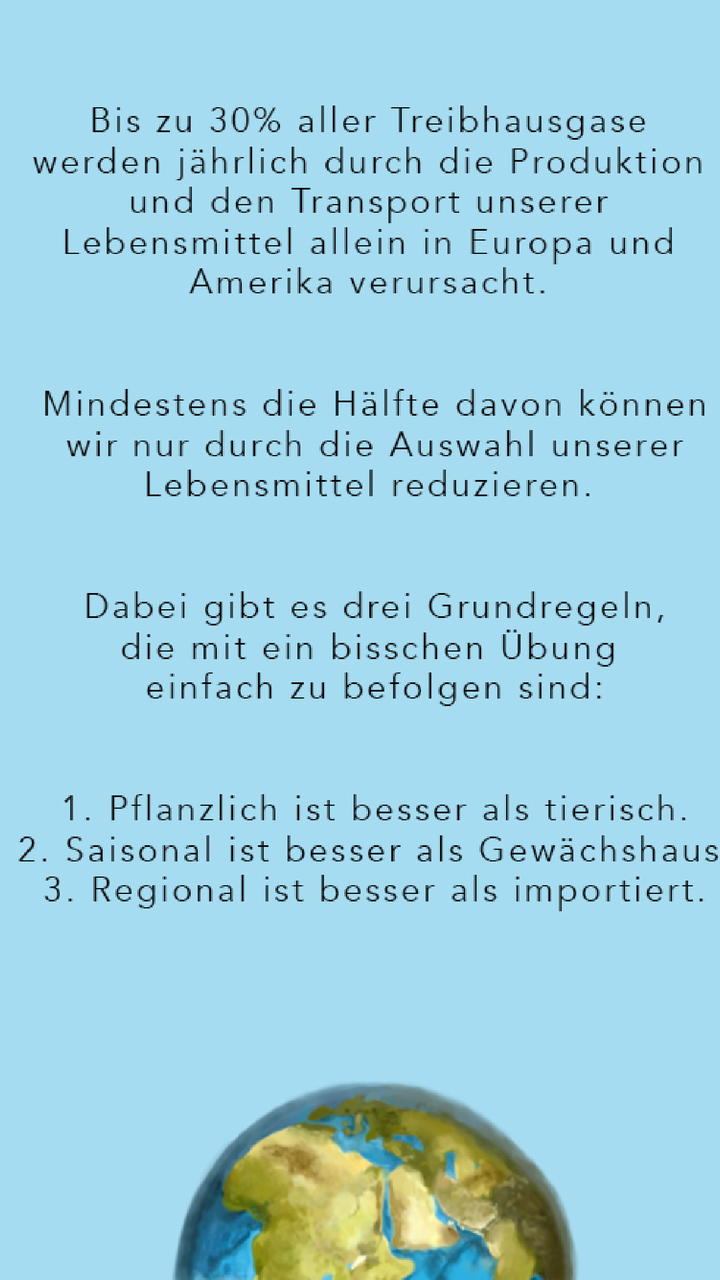 Bis zu 30% aller Treibhausgase
werden jährlich durch die Produktion
und den Transport unserer
Lebensmittel allein in Europa und
Amerika verursacht.
Mindestens die Hälfte davon können
wir nur durch die Auswahl unserer
Lebensmittel reduzieren.
Dabei gibt es drei Grundregeln,
die mit ein bisschen Übung
einfach zu befolgen sind:
1. Pflanzlich ist besser als tierisch.
2. Saisonal ist besser als Gewächshaus
3. Regional ist besser als importiert.